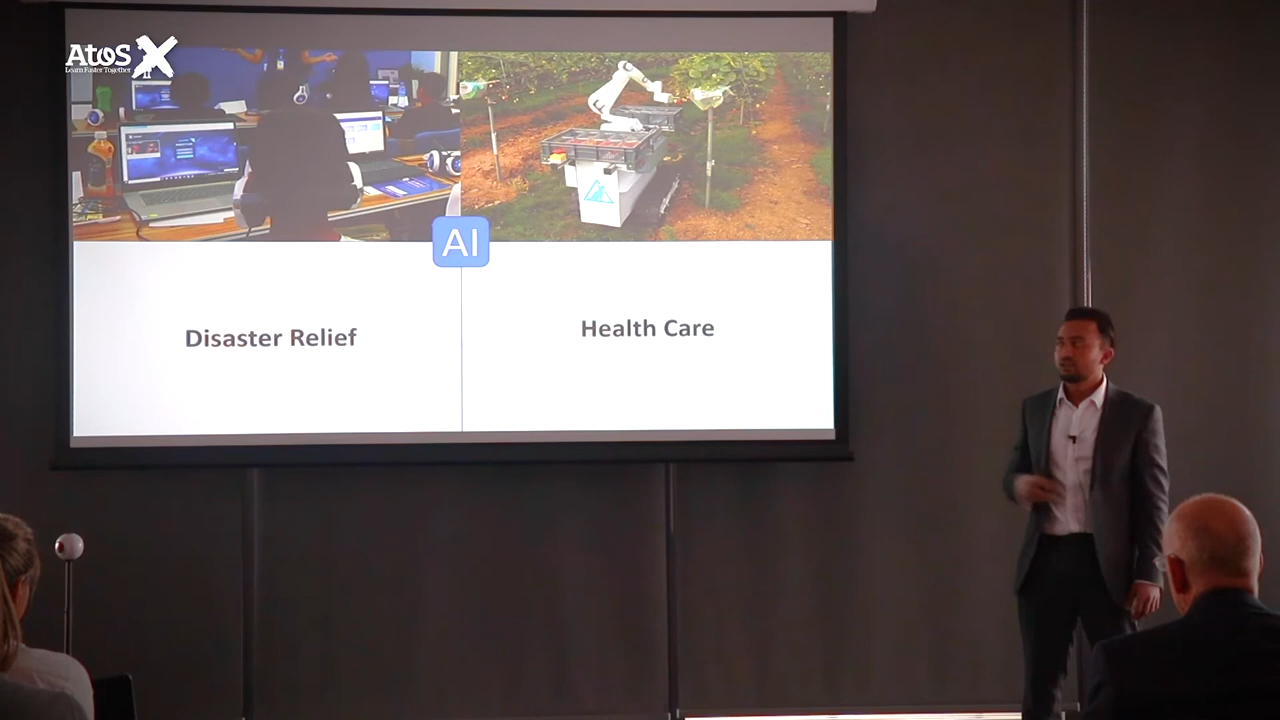 Atos X
Learn Faster Together
AI
Disaster Relief
Health Care